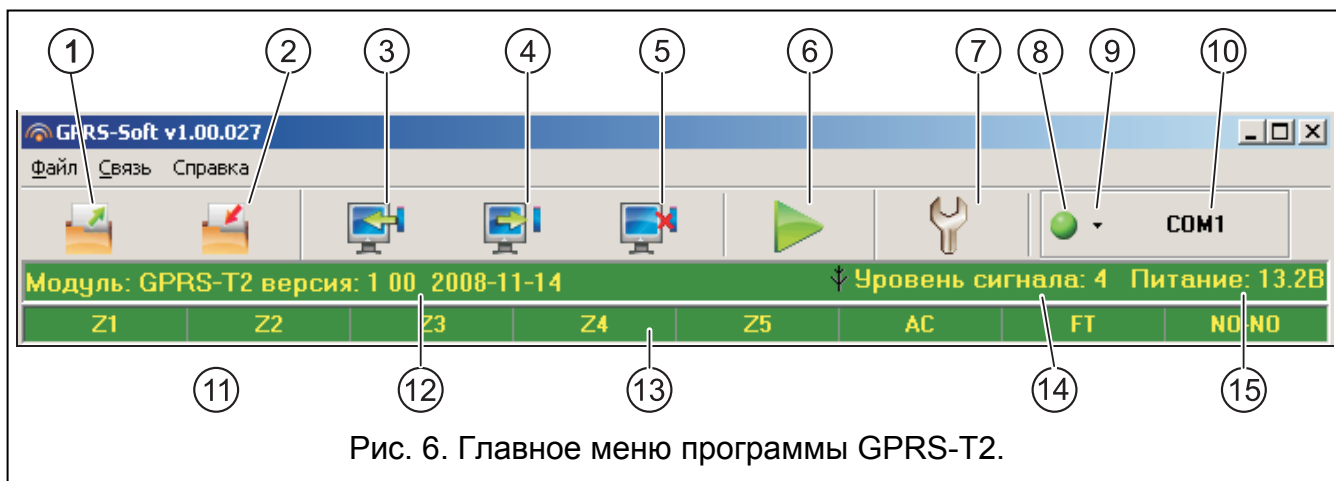 1 2 3 4 5 6 7 8 9 10
GPRS-Soft v1.00.027
Файл Связь Справка
COM1
Модуль: GPRS-T2 версия: 1 00 2008-11-14 Уровень сигнала: 4 Питание: 13.2В
Z1 Z2 Z3 Z4 Z5 AC FT NO-NO
11 12 13 14 15
Рис. 6. Главное меню программы GPRS-T2.